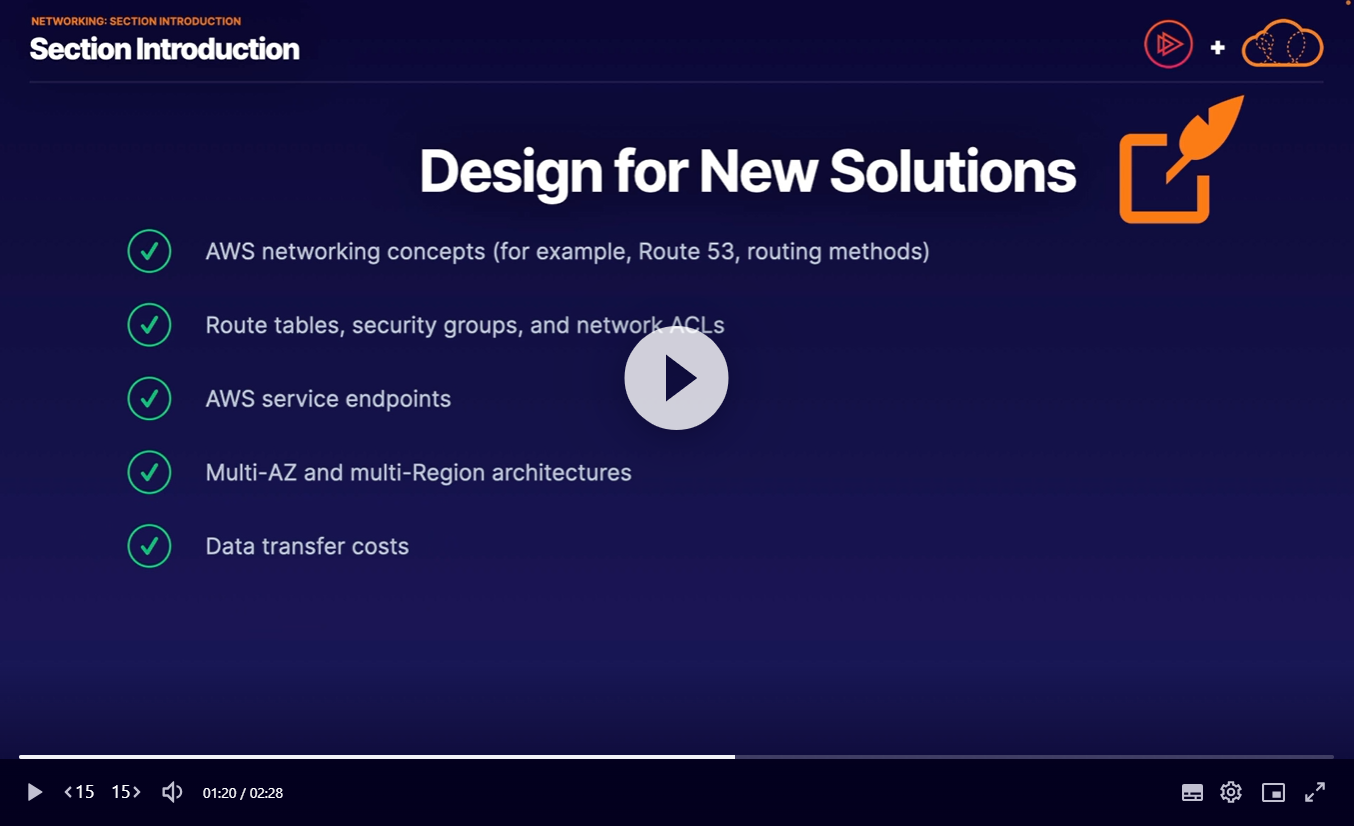 NETWORKING: SECTION INTRODUCTION
Section Introduction
Design for New Solutions
AWS networking concepts (for example, Route 53, routing methods)
Route tables, security groups, and network ACLs
AWS service endpoints
Multi-AZ and multi-Region architectures
Data transfer costs
15 15 01:20 / 02:28